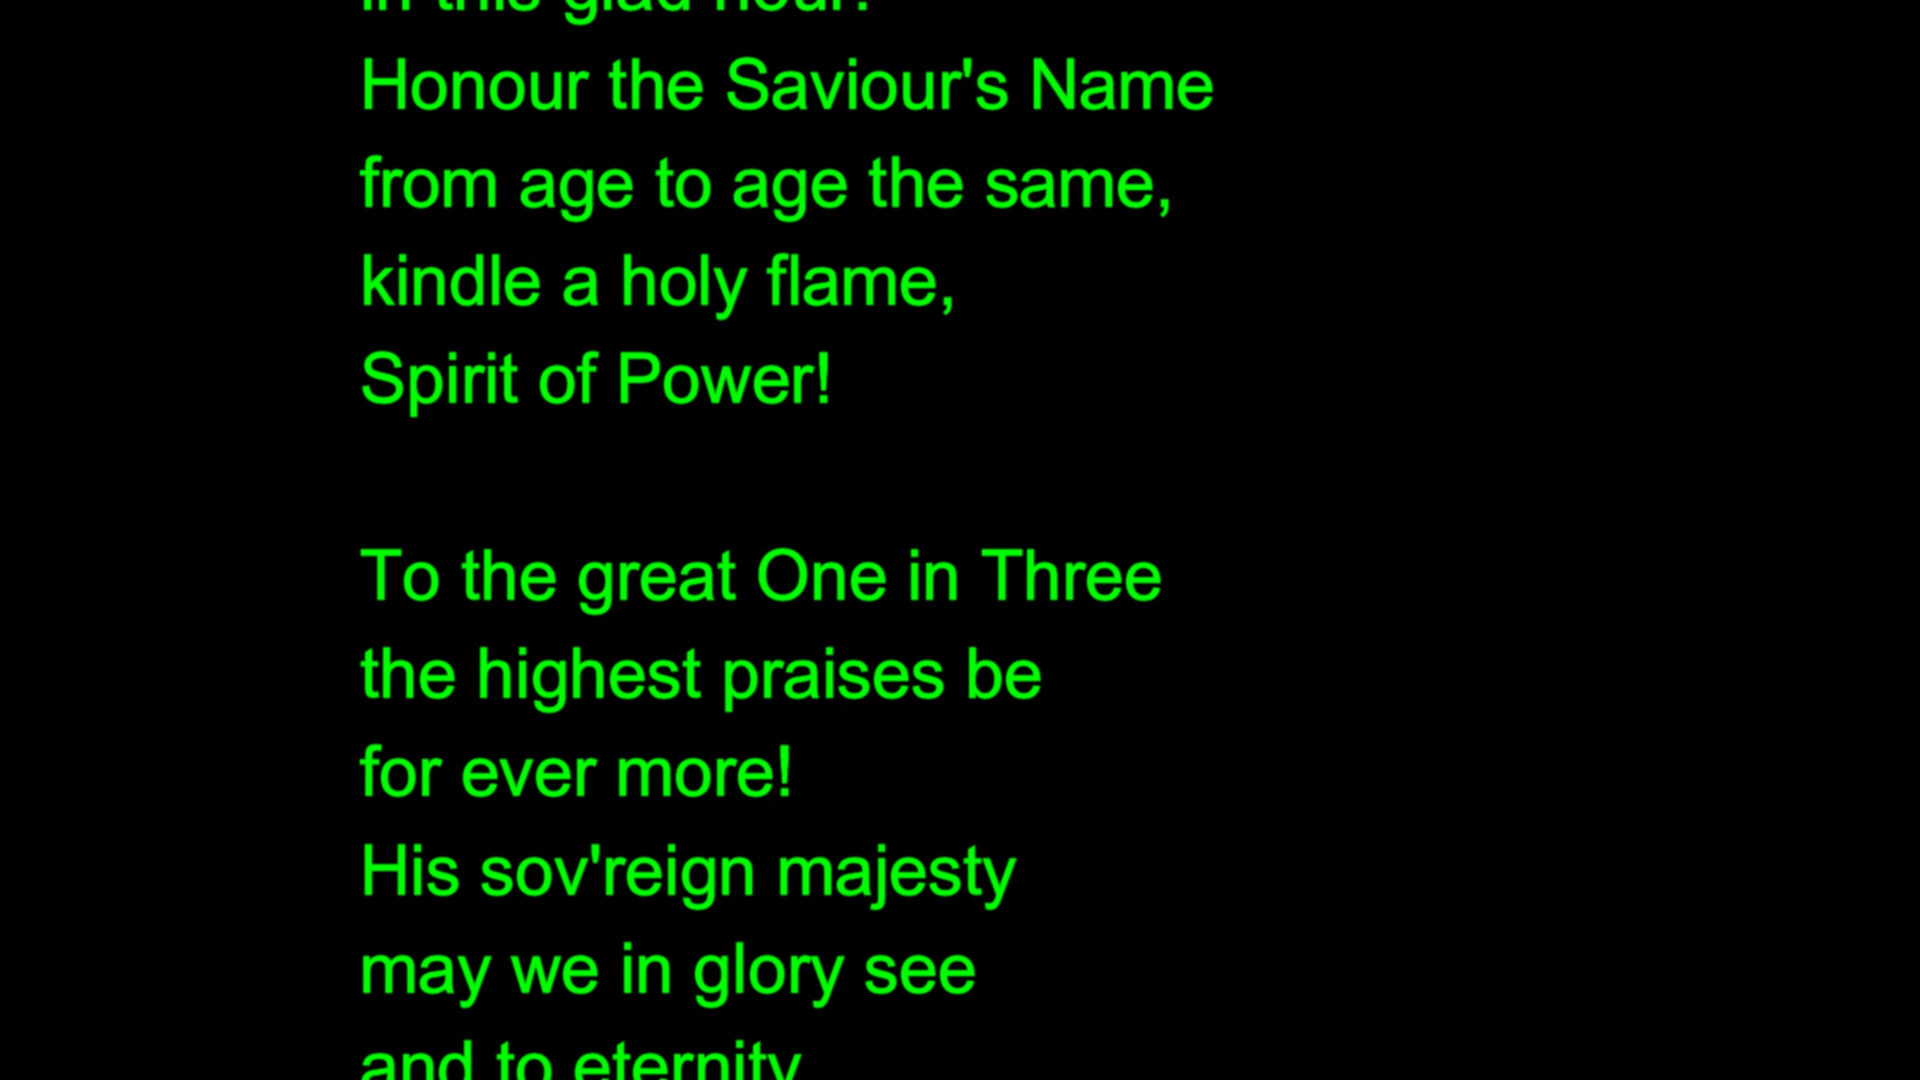 in this glad hour.
Honour the Saviour's Name
from age to age the same,
kindle a holy flame,
Spirit of Power!
To the great One in Three
the highest praises be
for ever more!
His sov'reign majesty
may we in glory see
and to eternity